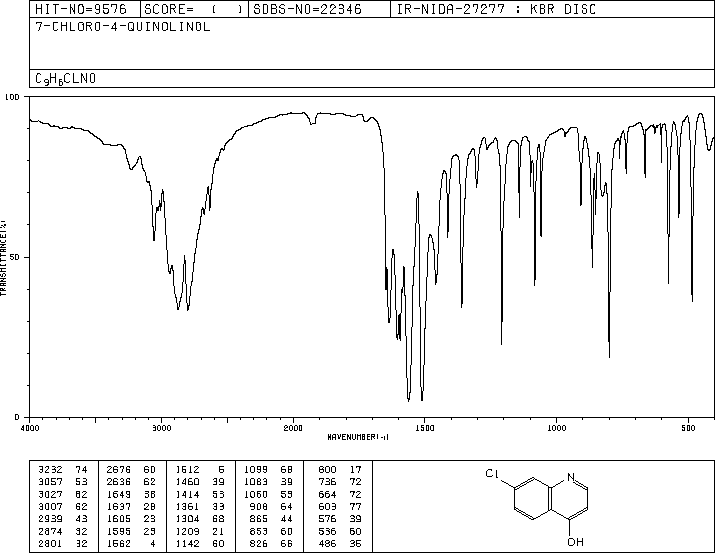 HIT-NO=9576 SCORE= ( ) SDBS-NO=22346 IR-NIDA-27277 : KBR DISC
7-CHLORO-4-QUINOLINOL
C9H6CLNO
100
50
0
TRANSMITTANCE(%)
4000 3000 2000 1500 1000 500
WAVENUMBER(-1)
3232 74 2676 60 1512 5 1099 68 800 17
3057 53 2636 62 1460 39 1083 39 736 72
3027 62 1649 38 1414 53 1060 53 664 72
3007 62 1637 28 1361 33 908 64 603 77
2939 43 1605 23 1304 68 865 44 576 39
2874 32 1595 23 1209 21 853 60 536 60
2801 32 1562 4 1142 60 826 66 486 35
Cl
N
OH